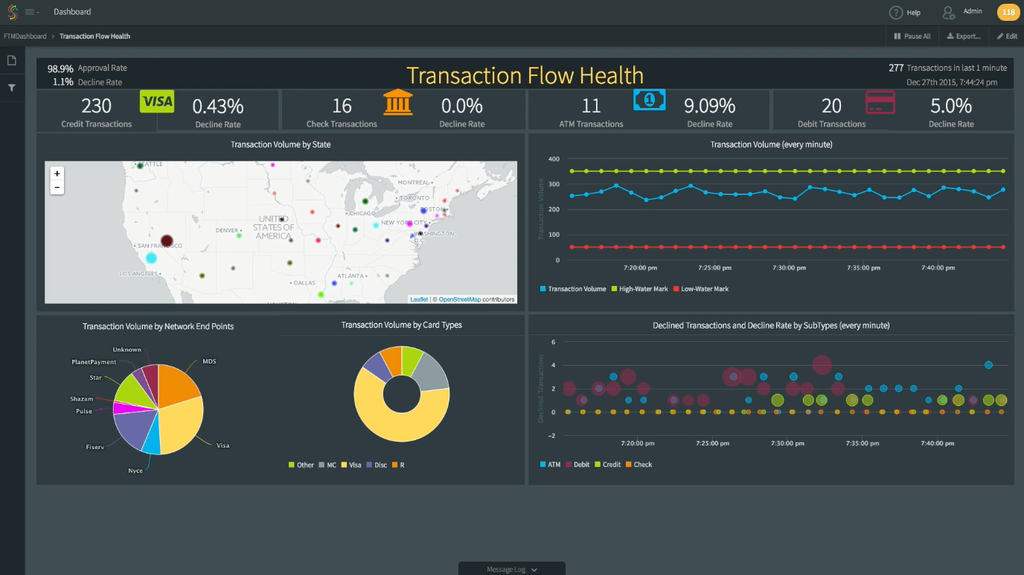 Dashboard
Help
Admin
118
FTMDashboard > Transaction Flow Health
Pause All
Export...
Edit
98.9% Approval Rate
1.1% Decline Rate
Transaction Flow Health
277 Transactions in last 1 minute
Dec 27th 2015, 7:44:24 pm
230
Credit Transactions
VISA
0.43%
Decline Rate
16
Check Transactions
0.0%
Decline Rate
11
ATM Transactions
1
9.09%
Decline Rate
20
Debit Transactions
5.0%
Decline Rate
Transaction Volume by State
+
−
SEATTLE
MONTRÉAL
TORONTO
BOSTON
CHICAGO
NEW YORK CITY
UNITED
STATES OF
AMERICA
DENVER
WASHINGTON
D.C.
SAN FRANCISCO
LOS ANGELES
ATLANTA
DALLAS
HOUSTON
Leaflet | © OpenStreetMap contributors
Transaction Volume (every minute)
Transaction Volume
400
300
200
100
0
7:20:00 pm
7:25:00 pm
7:30:00 pm
7:35:00 pm
7:40:00 pm
Transaction Volume
High-Water Mark
Low-Water Mark
Transaction Volume by Network End Points
Unknown
PlanetPayment
Star
Shazam
Pulse
Fiserv
Nyce
Visa
MDS
Transaction Volume by Card Types
Other
MC
Visa
Disc
R
Declined Transactions and Decline Rate by SubTypes (every minute)
Declined Transactions
6
4
2
0
−2
7:20:00 pm
7:25:00 pm
7:30:00 pm
7:35:00 pm
7:40:00 pm
ATM
Debit
Credit
Check
Message Log